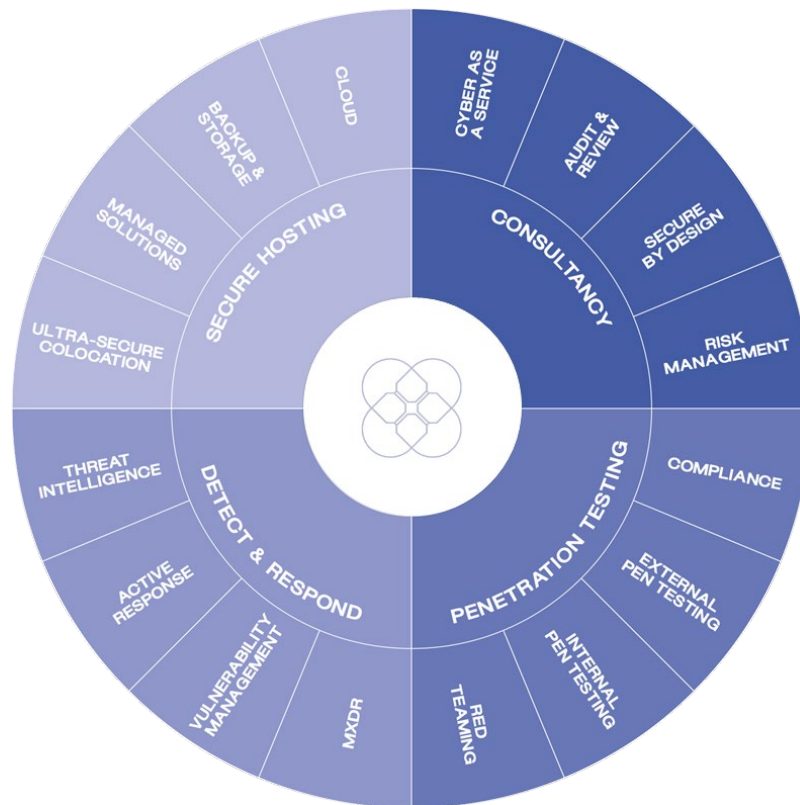 CLOUD
BACKUP &
STORAGE
MANAGED
SOLUTIONS
ULTRA-SECURE
COLOCATION
SECURE HOSTING
CYBER AS
A SERVICE
AUDIT &
REVIEW
SECURE
BY DESIGN
RISK
MANAGEMENT
CONSULTANCY
THREAT
INTELLIGENCE
ACTIVE
RESPONSE
VULNERABILITY
MANAGEMENT
MXDR
DETECT & RESPOND
COMPLIANCE
EXTERNAL
PEN TESTING
INTERNAL
PEN TESTING
RED
TEAMING
PENETRATION TESTING